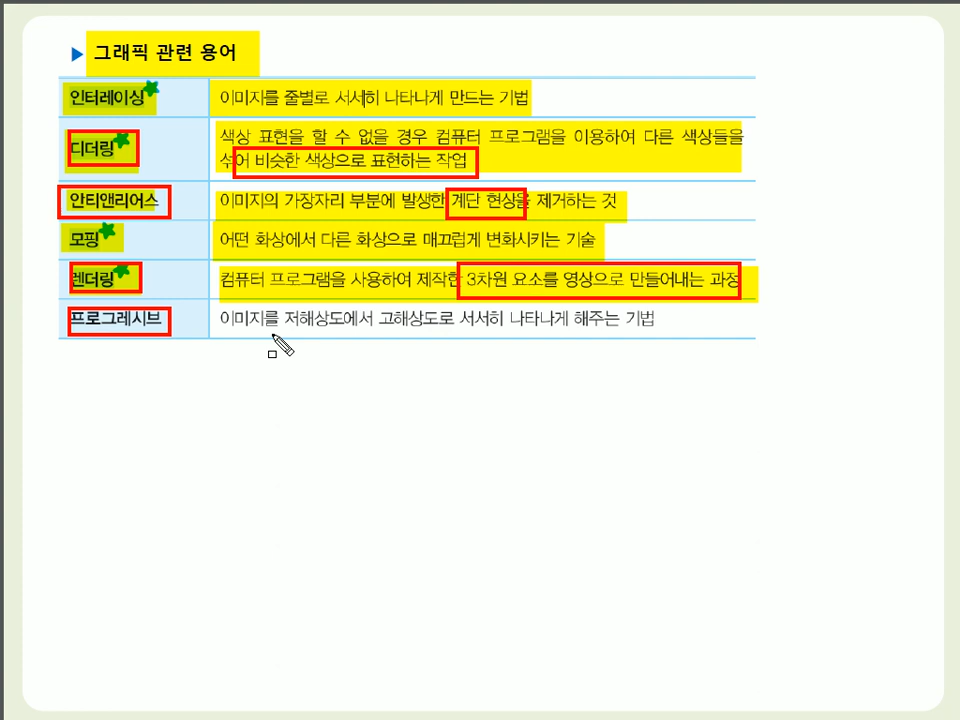 ▶ 그래픽 관련 용어
인터레이싱 이미지를 줄별로 서서히 나타나게 만드는 기법
디더링 색상 표현을 할 수 없을 경우 컴퓨터 프로그램을 이용하여 다른 색상들을
섞어 비슷한 색상으로 표현하는 작업
안티앤리어스 이미지의 가장자리 부분에 발생한 계단 현상을 제거하는 것
모핑 어떤 화상에서 다른 화상으로 매끄럽게 변화시키는 기술
렌더링 컴퓨터 프로그램을 사용하여 제작한 3차원 요소를 영상으로 만들어내는 과정
프로그레시브 이미지를 저해상도에서 고해상도로 서서히 나타나게 해주는 기법